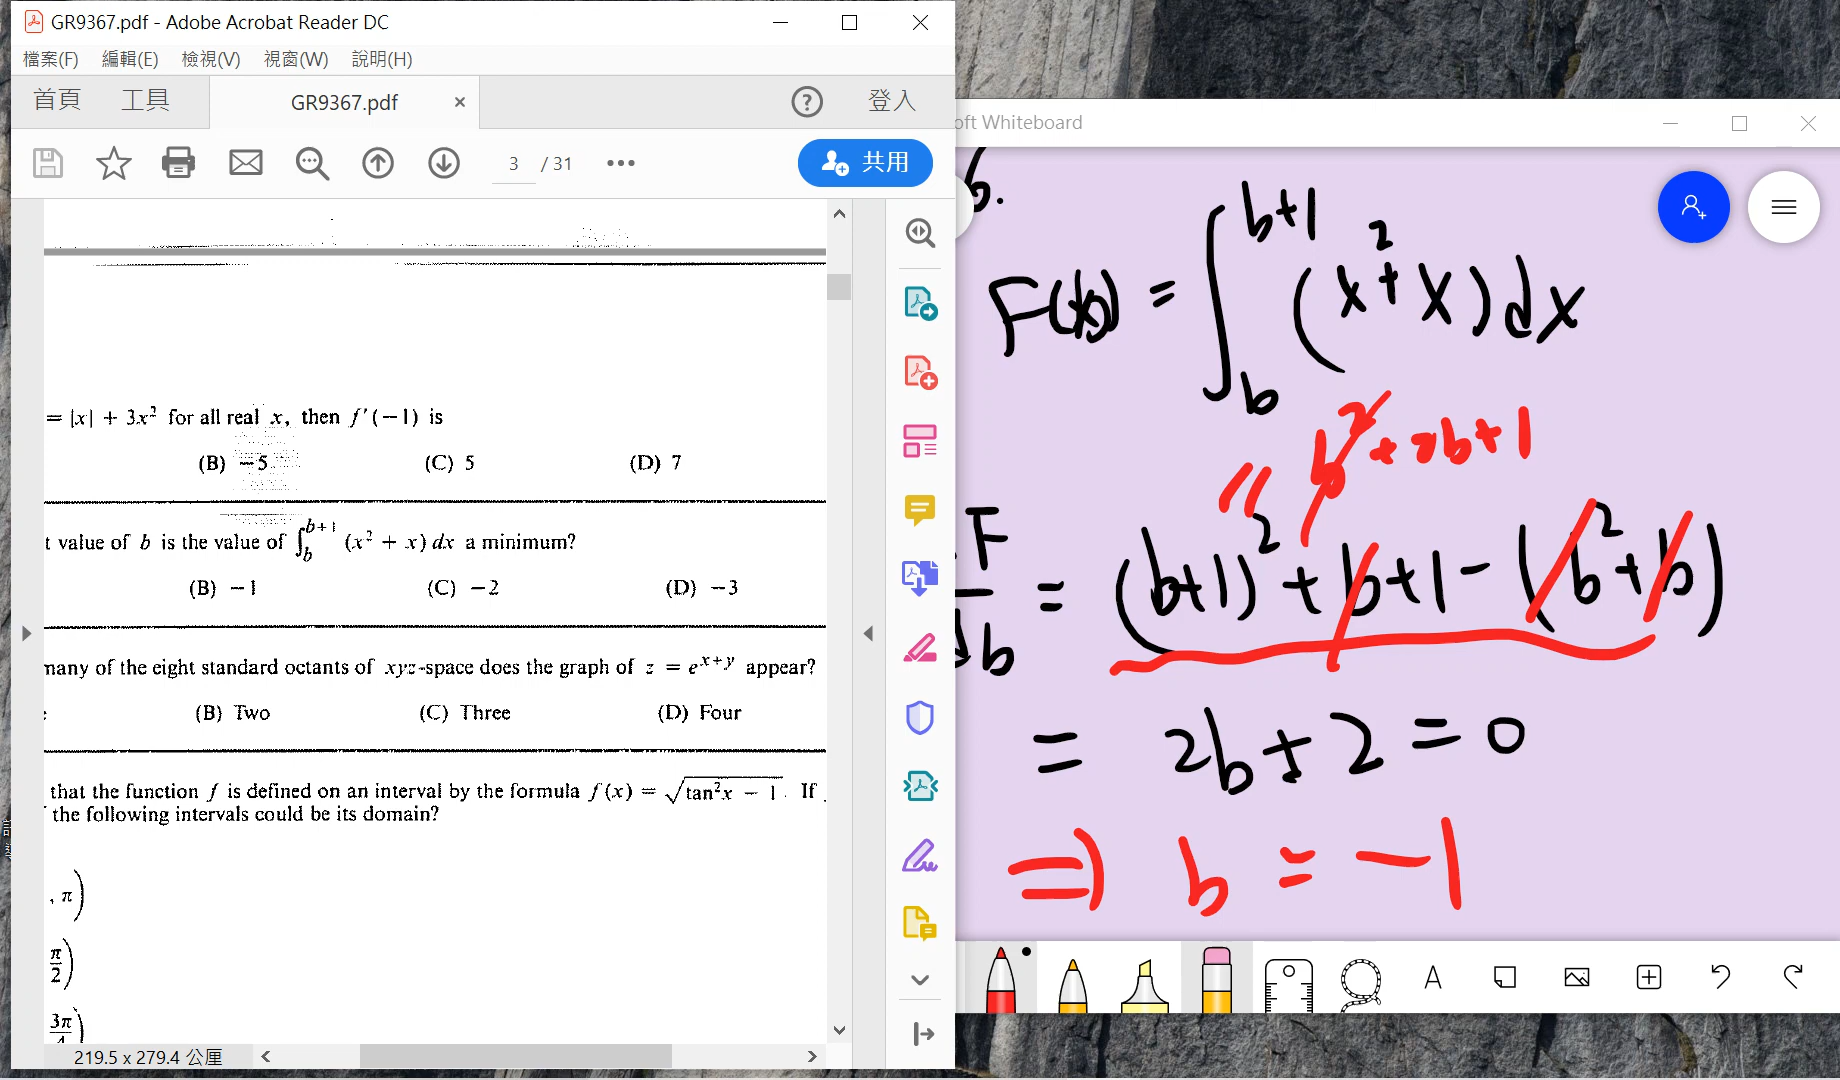 GR9367.pdf - Adobe Acrobat Reader DC
檔案(F) 編輯(E) 檢視(V) 視窗(W) 說明(H)
首頁 工具 GR9367.pdf × ? 登入
3 / 31 ••• 共用
= |x| + 3x² for all real x, then f′(−1) is
(B) −5 (C) 5 (D) 7
t value of b is the value of ∫_b^{b+1} (x² + x) dx a minimum?
(B) −1 (C) −2 (D) −3
many of the eight standard octants of xyz-space does the graph of z = e^{x+y} appear?
(B) Two (C) Three (D) Four
that the function f is defined on an interval by the formula f(x) = √(tan²x − 1). If
the following intervals could be its domain?
, π)
π/2)
3π/4)
219.5 x 279.4 公厘
oft Whiteboard
6.
F(b) = ∫_b^{b+1} (x² + x) dx
b² + 2b + 1
F/db = (b+1)² + b + 1 − (b² + b)
= 2b + 2 = 0
⇒ b = −1
A